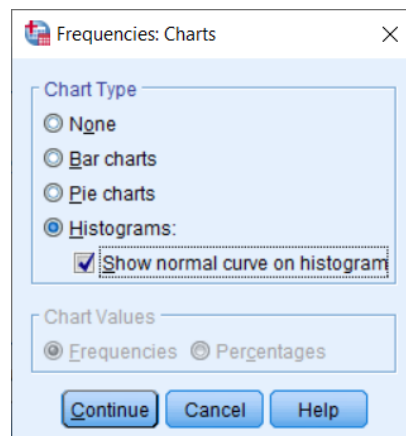 Frequencies: Charts
Chart Type
None
Bar charts
Pie charts
Histograms:
Show normal curve on histogram
Chart Values
Frequencies Percentages
Continue Cancel Help